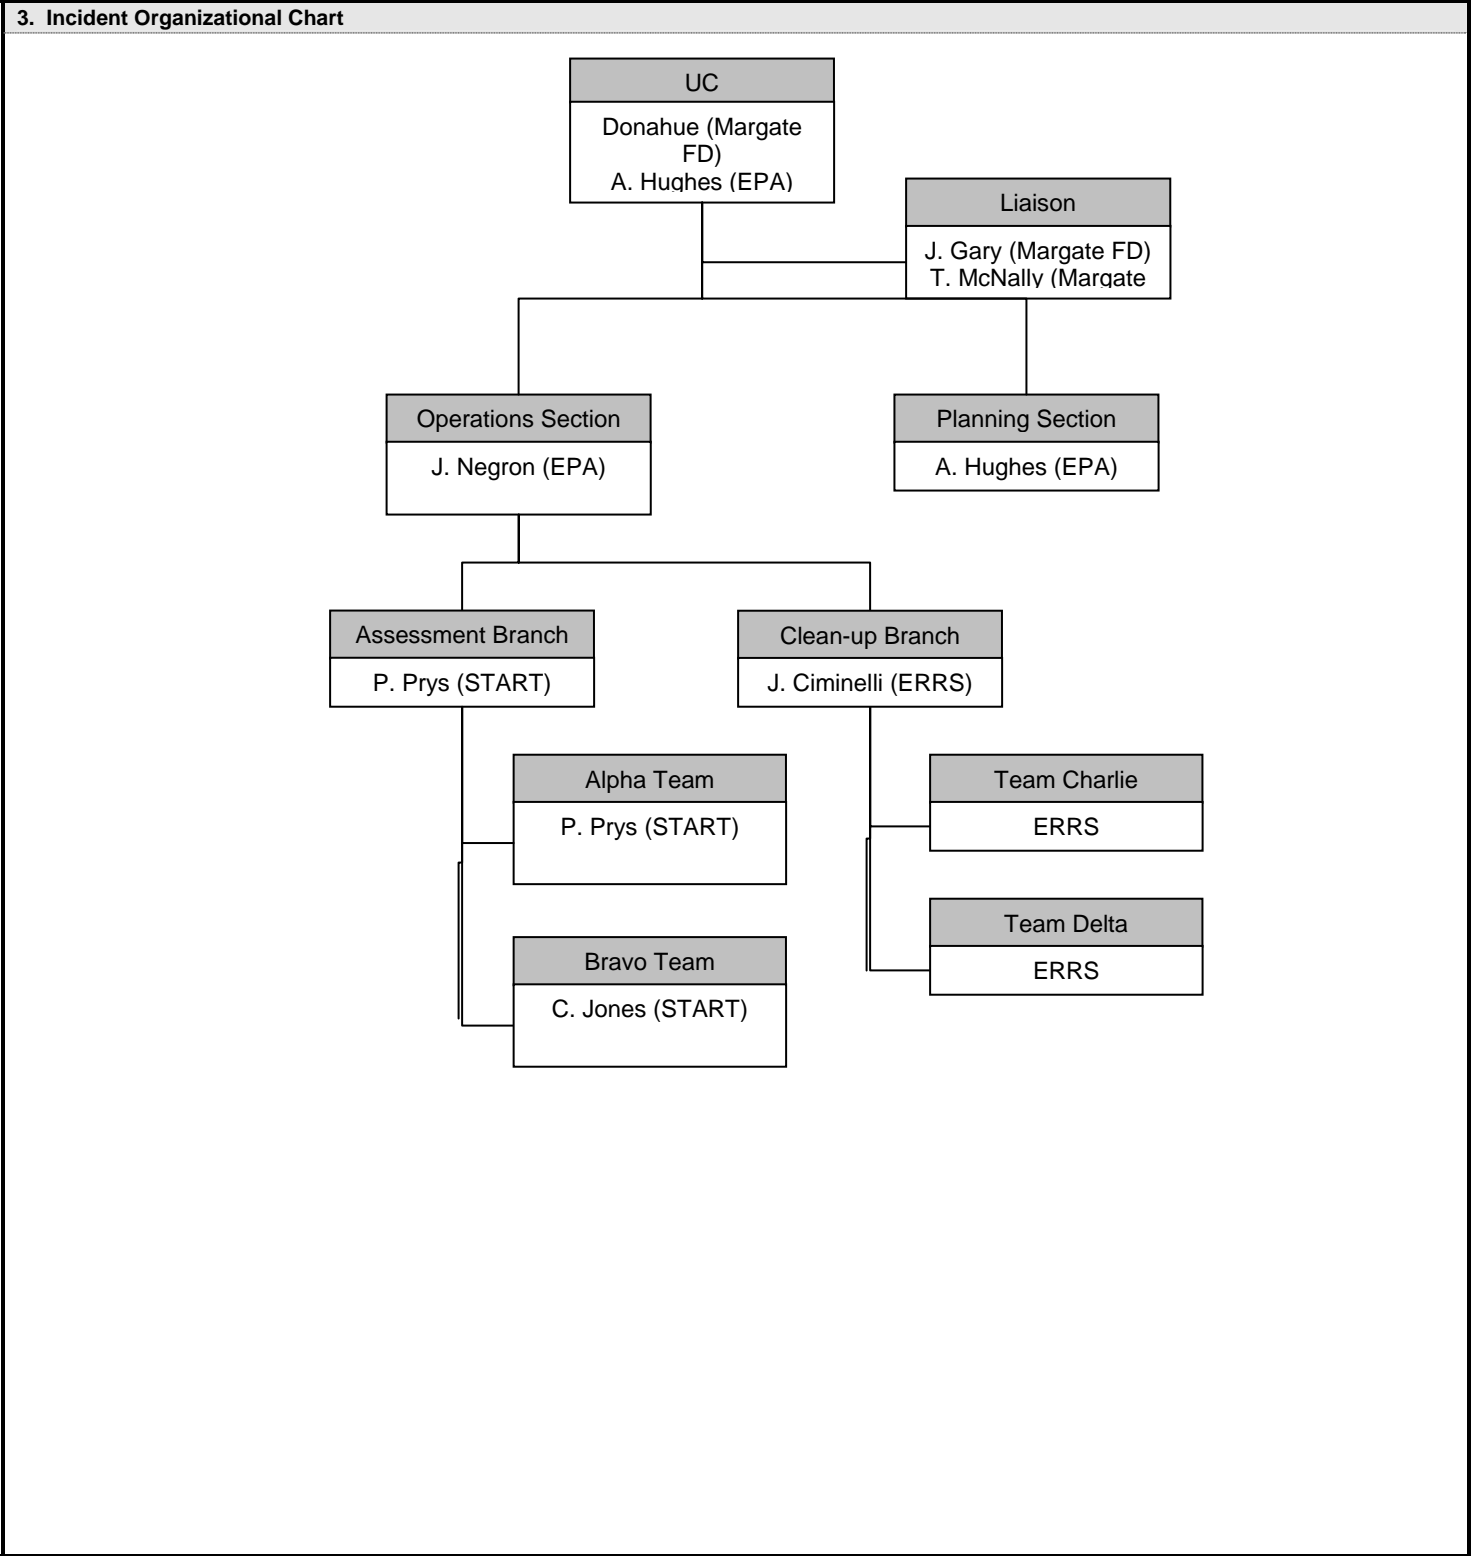 3. Incident Organizational Chart
UC
Donahue (Margate
FD)
A. Hughes (EPA)
Liaison
J. Gary (Margate FD)
T. McNally (Margate
Operations Section
J. Negron (EPA)
Planning Section
A. Hughes (EPA)
Assessment Branch
P. Prys (START)
Clean-up Branch
J. Ciminelli (ERRS)
Alpha Team
P. Prys (START)
Team Charlie
ERRS
Bravo Team
C. Jones (START)
Team Delta
ERRS